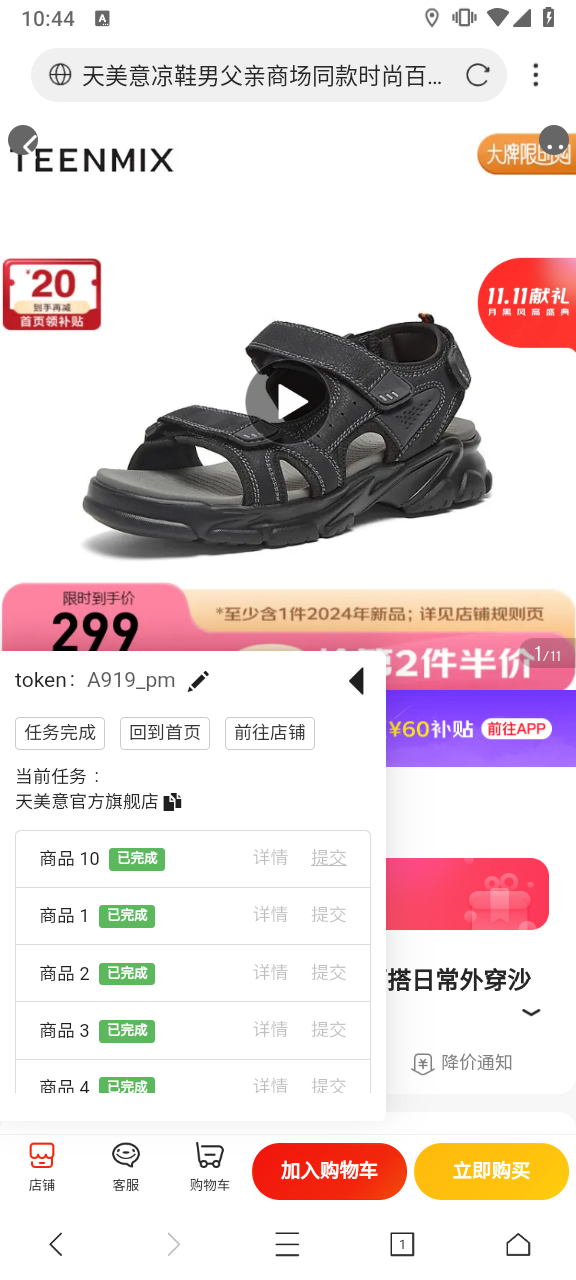 10:44
A
天美意凉鞋男父亲商场同款时尚百...
TEENMIX
大牌限时购
¥20
到手再减
首页领补贴
11.11献礼
月黑风高盛典
限时到手价
299
*至少含1件2024年新品；详见店铺规则页
第2件半价
1/11
token： A919_pm
任务完成
回到首页
前往店铺
¥60补贴 前往APP
当前任务：
天美意官方旗舰店
商品 10 已完成 详情 提交
商品 1 已完成 详情 提交
商品 2 已完成 详情 提交
搭日常外穿沙
商品 3 已完成 详情 提交
降价通知
商品 4 已完成 详情 提交
店铺
客服
购物车
加入购物车
立即购买
1